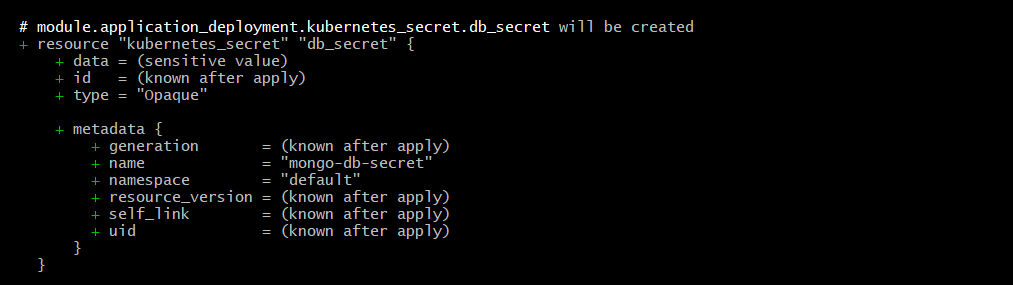 # module.application_deployment.kubernetes_secret.db_secret will be created
+ resource "kubernetes_secret" "db_secret" {
    + data = (sensitive value)
    + id   = (known after apply)
    + type = "Opaque"

    + metadata {
        + generation       = (known after apply)
        + name             = "mongo-db-secret"
        + namespace        = "default"
        + resource_version = (known after apply)
        + self_link        = (known after apply)
        + uid              = (known after apply)
      }
  }